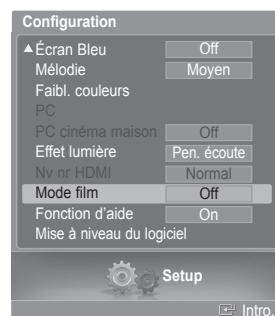 Configuration
Écran Bleu Off
Mélodie Moyen
Faibl. couleurs
PC
PC cinéma maison Off
Effet lumière Pen. écoute
Nv nr HDMI Normal
Mode film Off
Fonction d'aide On
Mise à niveau du logiciel
Setup
Intro.